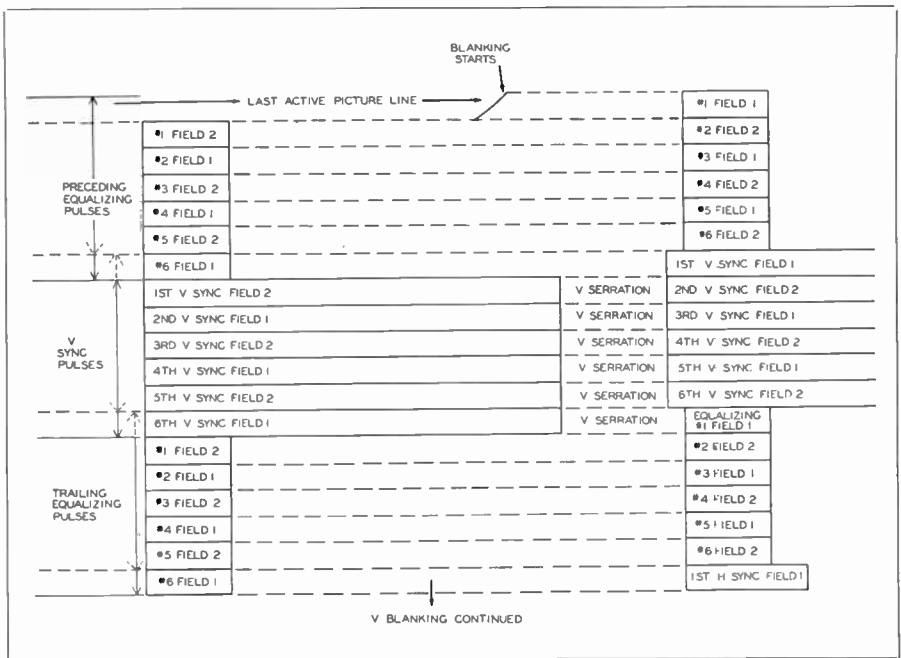 BLANKING
STARTS
LAST ACTIVE PICTURE LINE
#1 FIELD 1
#1 FIELD 2
#2 FIELD 2
#2 FIELD 1
#3 FIELD 1
PRECEDING
EQUALIZING
PULSES
#3 FIELD 2
#4 FIELD 2
#4 FIELD 1
#5 FIELD 1
#5 FIELD 2
#6 FIELD 2
#6 FIELD 1
1ST V SYNC FIELD 1
1ST V SYNC FIELD 2
V SERRATION
2ND V SYNC FIELD 2
2ND V SYNC FIELD 1
V SERRATION
3RD V SYNC FIELD 1
V
SYNC
PULSES
3RD V SYNC FIELD 2
V SERRATION
4TH V SYNC FIELD 2
4TH V SYNC FIELD 1
V SERRATION
5TH V SYNC FIELD 1
5TH V SYNC FIELD 2
V SERRATION
6TH V SYNC FIELD 2
6TH V SYNC FIELD 1
V SERRATION
EQUALIZING
#1 FIELD 1
#1 FIELD 2
#2 FIELD 2
#2 FIELD 1
#3 FIELD 1
TRAILING
EQUALIZING
PULSES
#3 FIELD 2
#4 FIELD 2
#4 FIELD 1
#5 FIELD 1
#5 FIELD 2
#6 FIELD 2
#6 FIELD 1
1ST H SYNC FIELD 1
V BLANKING CONTINUED